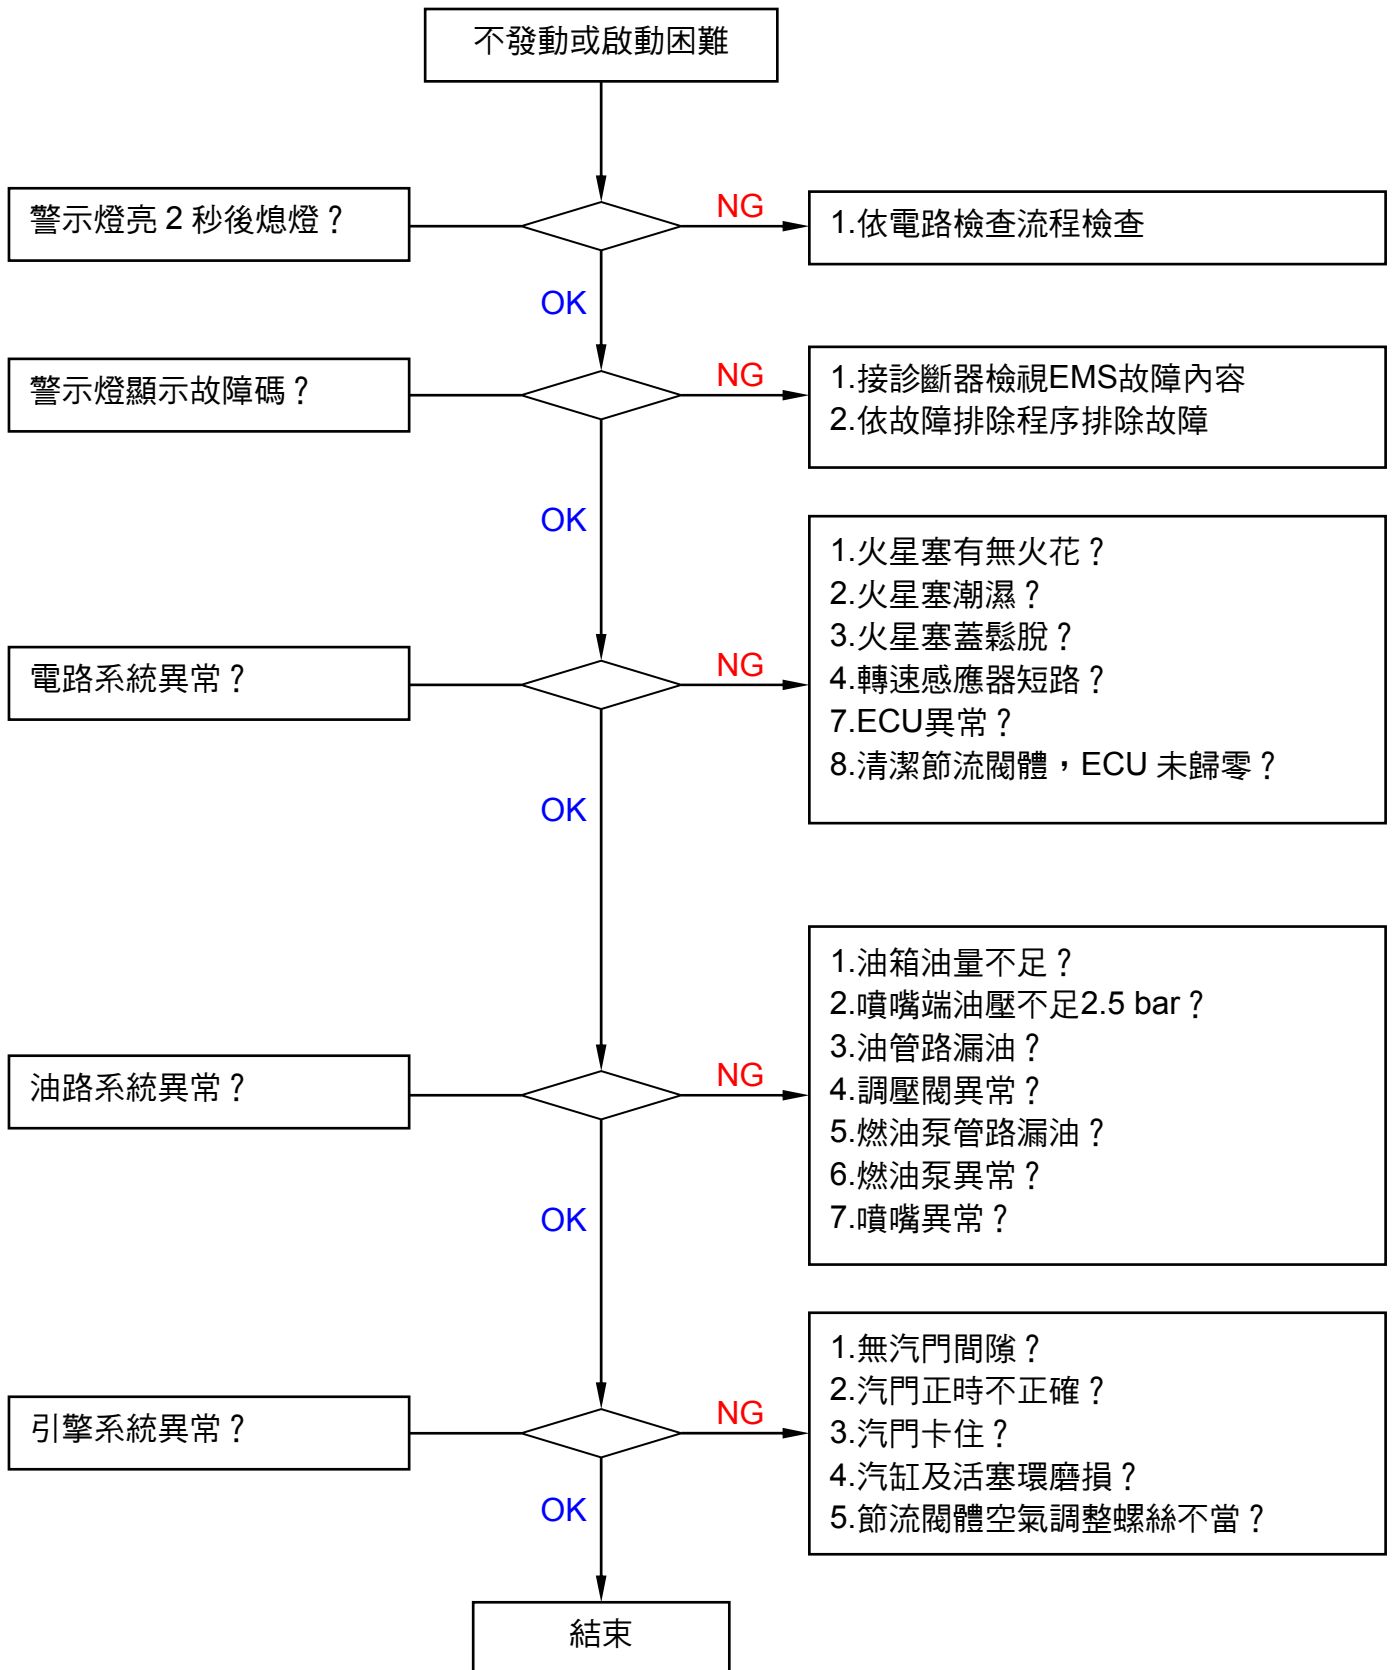 不發動或啟動困難
警示燈亮 2 秒後熄燈？
NG
1.依電路檢查流程檢查
OK
警示燈顯示故障碼？
NG
1.接診斷器檢視EMS故障內容
2.依故障排除程序排除故障
OK
電路系統異常？
NG
1.火星塞有無火花？
2.火星塞潮濕？
3.火星塞蓋鬆脫？
4.轉速感應器短路？
7.ECU異常？
8.清潔節流閥體，ECU 未歸零？
OK
油路系統異常？
NG
1.油箱油量不足？
2.噴嘴端油壓不足2.5 bar？
3.油管路漏油？
4.調壓閥異常？
5.燃油泵管路漏油？
6.燃油泵異常？
7.噴嘴異常？
OK
引擎系統異常？
NG
1.無汽門間隙？
2.汽門正時不正確？
3.汽門卡住？
4.汽缸及活塞環磨損？
5.節流閥體空氣調整螺絲不當？
OK
結束